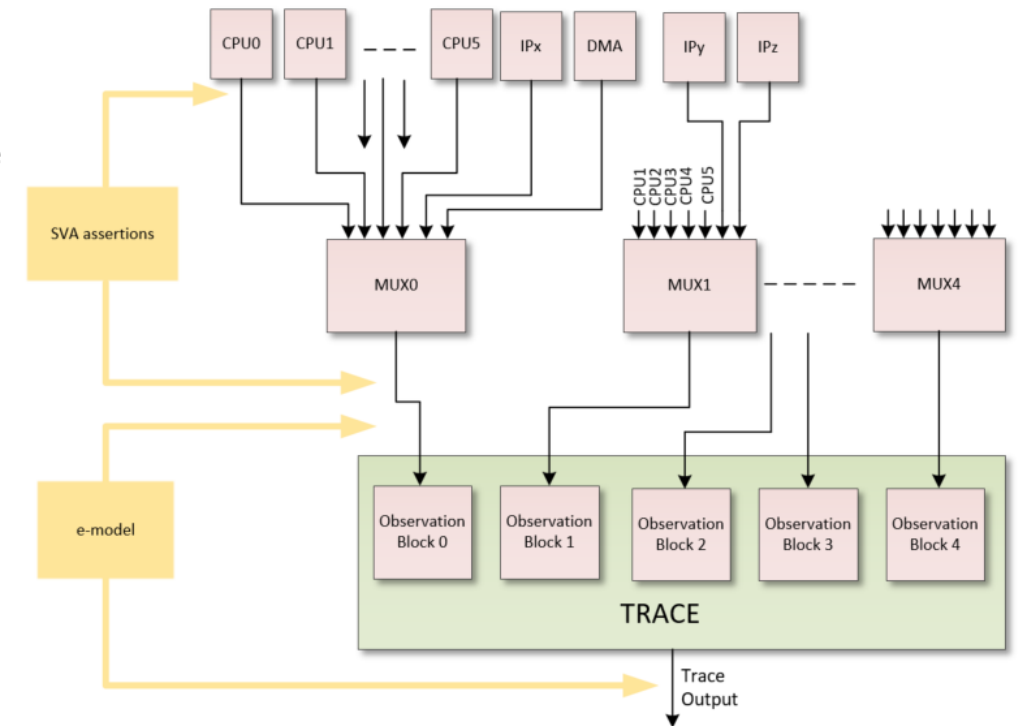 CPU0
CPU1
CPU5
IPx
DMA
IPy
IPz
CPU1
CPU2
CPU3
CPU4
CPU5
SVA assertions
MUX0
MUX1
MUX4
e-model
Observation
Block 0
Observation
Block 1
Observation
Block 2
Observation
Block 3
Observation
Block 4
TRACE
Trace
Output